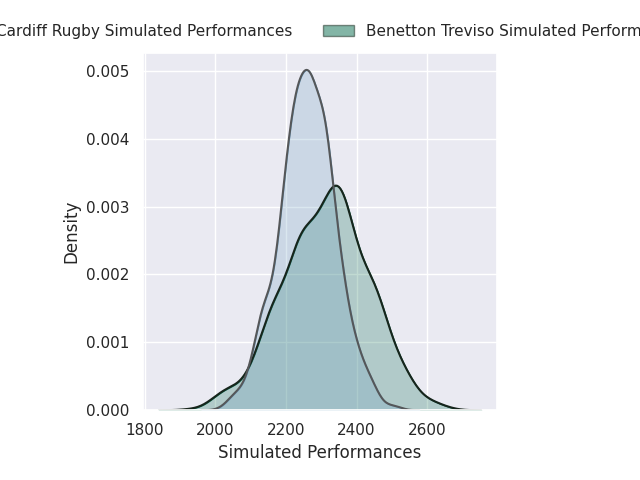 Cardiff Rugby Simulated Performances
Benetton Treviso Simulated Perform
0.005
0.004
0.003
0.002
0.001
0.000
Density
1800
2000
2200
2400
2600
Simulated Performances